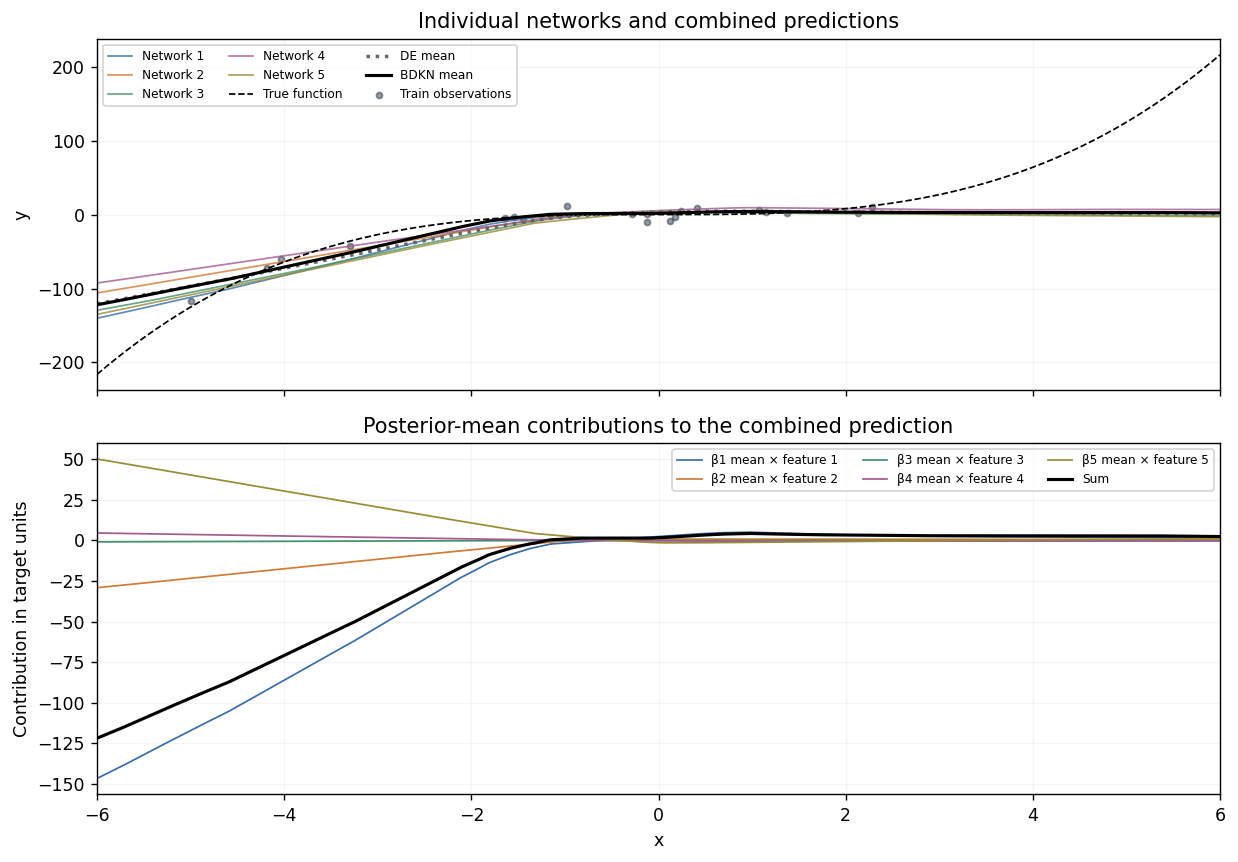 Individual networks and combined predictions
Network 1
Network 2
Network 3
Network 4
Network 5
True function
DE mean
BDKN mean
Train observations
200
100
0
−100
−200
y
Posterior-mean contributions to the combined prediction
β1 mean × feature 1
β2 mean × feature 2
β3 mean × feature 3
β4 mean × feature 4
β5 mean × feature 5
Sum
50
25
0
−25
−50
−75
−100
−125
−150
Contribution in target units
−6
−4
−2
0
2
4
6
x